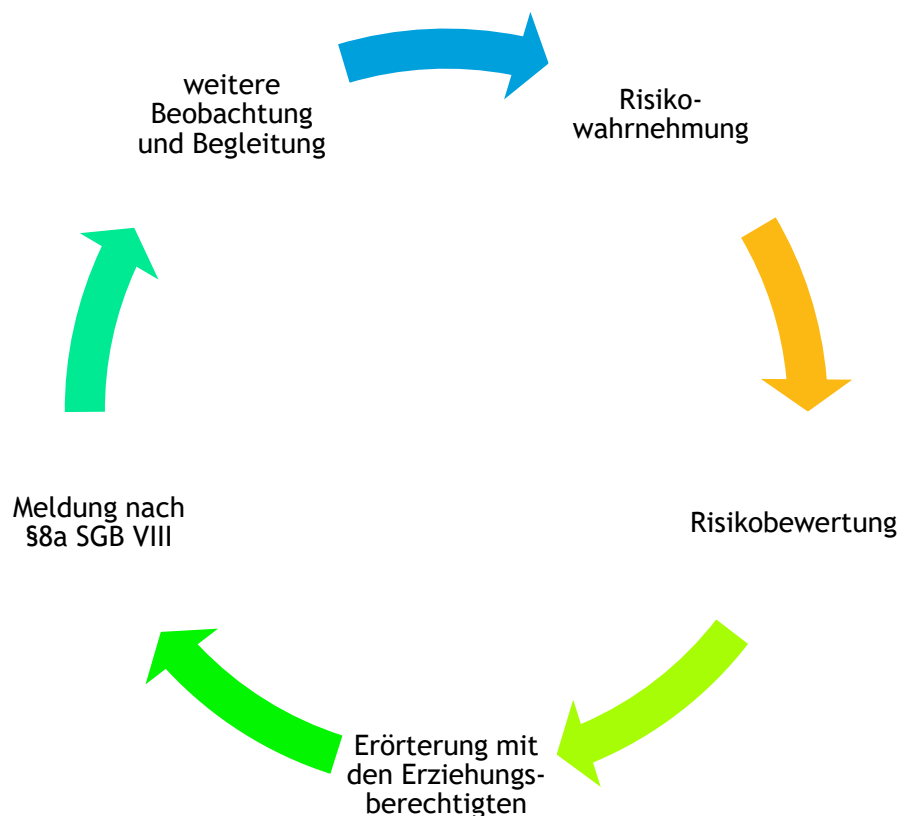 weitere
Beobachtung
und Begleitung
Risiko-
wahrnehmung
Risikobewertung
Erörterung mit
den Erziehungs-
berechtigten
Meldung nach
§8a SGB VIII